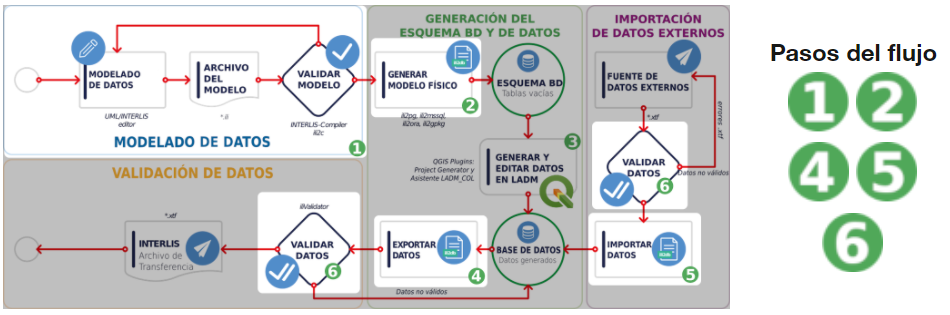 MODELADO
DE DATOS
UML/INTERLIS
editor
ARCHIVO
DEL
MODELO
*.ili
VALIDAR
MODELO
INTERLIS-Compiler
ili2c
MODELADO DE DATOS
1
GENERACIÓN DEL
ESQUEMA BD Y DE DATOS
GENERAR
MODELO FÍSICO
ili2db
2
ili2pg, ili2mssql,
ili2ora, ili2gpkg
ESQUEMA BD
Tablas vacías
3
QGIS Plugins:
Project Generator y
Asistente LADM_COL
GENERAR Y
EDITAR DATOS
EN LADM
BASE DE DATOS
Datos generados
EXPORTAR
DATOS
ili2db
4
Datos no válidos
IMPORTACIÓN
DE DATOS EXTERNOS
FUENTE DE
DATOS EXTERNOS
*.xtf
errores .xtf
VALIDAR
DATOS
6
Datos no válidos
IMPORTAR
DATOS
ili2db
5
VALIDACIÓN DE DATOS
iliValidator
VALIDAR
DATOS
6
*.xtf
INTERLIS
Archivo de
Transferencia
Pasos del flujo
1 2
4 5
6